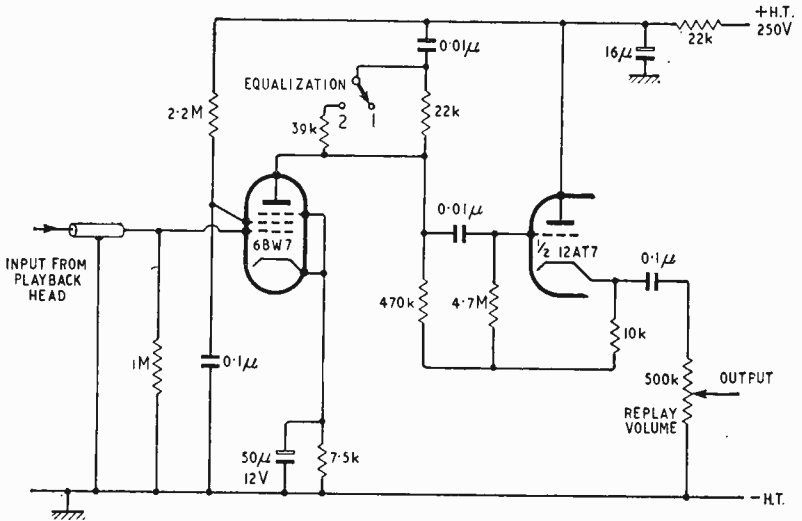 +H.T.
250V
22k
0·01μ
16μ
EQUALIZATION
2·2M
22k
39k
2
1
0·01μ
6BW7
½ 12AT7
0·1μ
INPUT FROM
PLAYBACK
HEAD
470k
4·7M
10k
1M
0·1μ
500k
OUTPUT
REPLAY
VOLUME
50μ
12V
7·5k
-H.T.